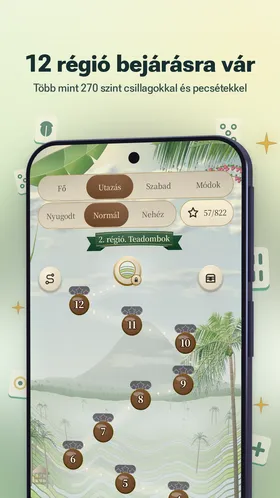 12 régió bejárásra vár
Több mint 270 szint csillagokkal és pecsétekkel
Fő Utazás Szabad Módok
Nyugodt Normál Nehéz 57/822
2. régió. Teadombok
12
11
10
9
8
7
6
5